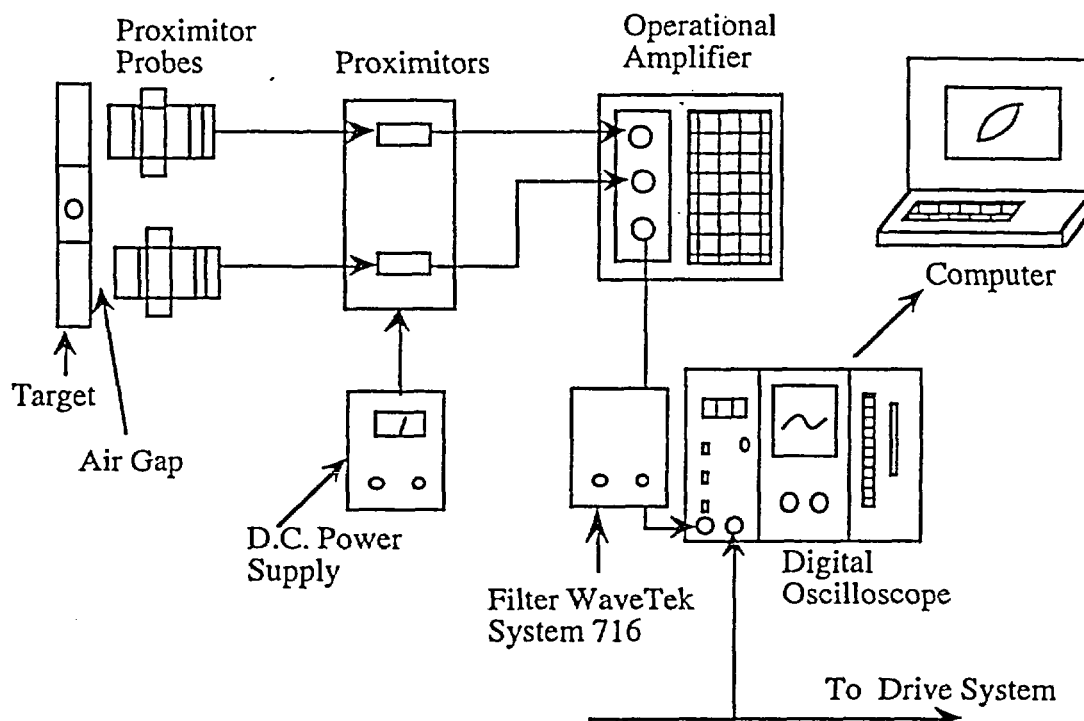 Proximitor
Probes
Proximitors
Operational
Amplifier
Computer
Target
Air Gap
D.C. Power
Supply
Filter WaveTek
System 716
Digital
Oscilloscope
To Drive System